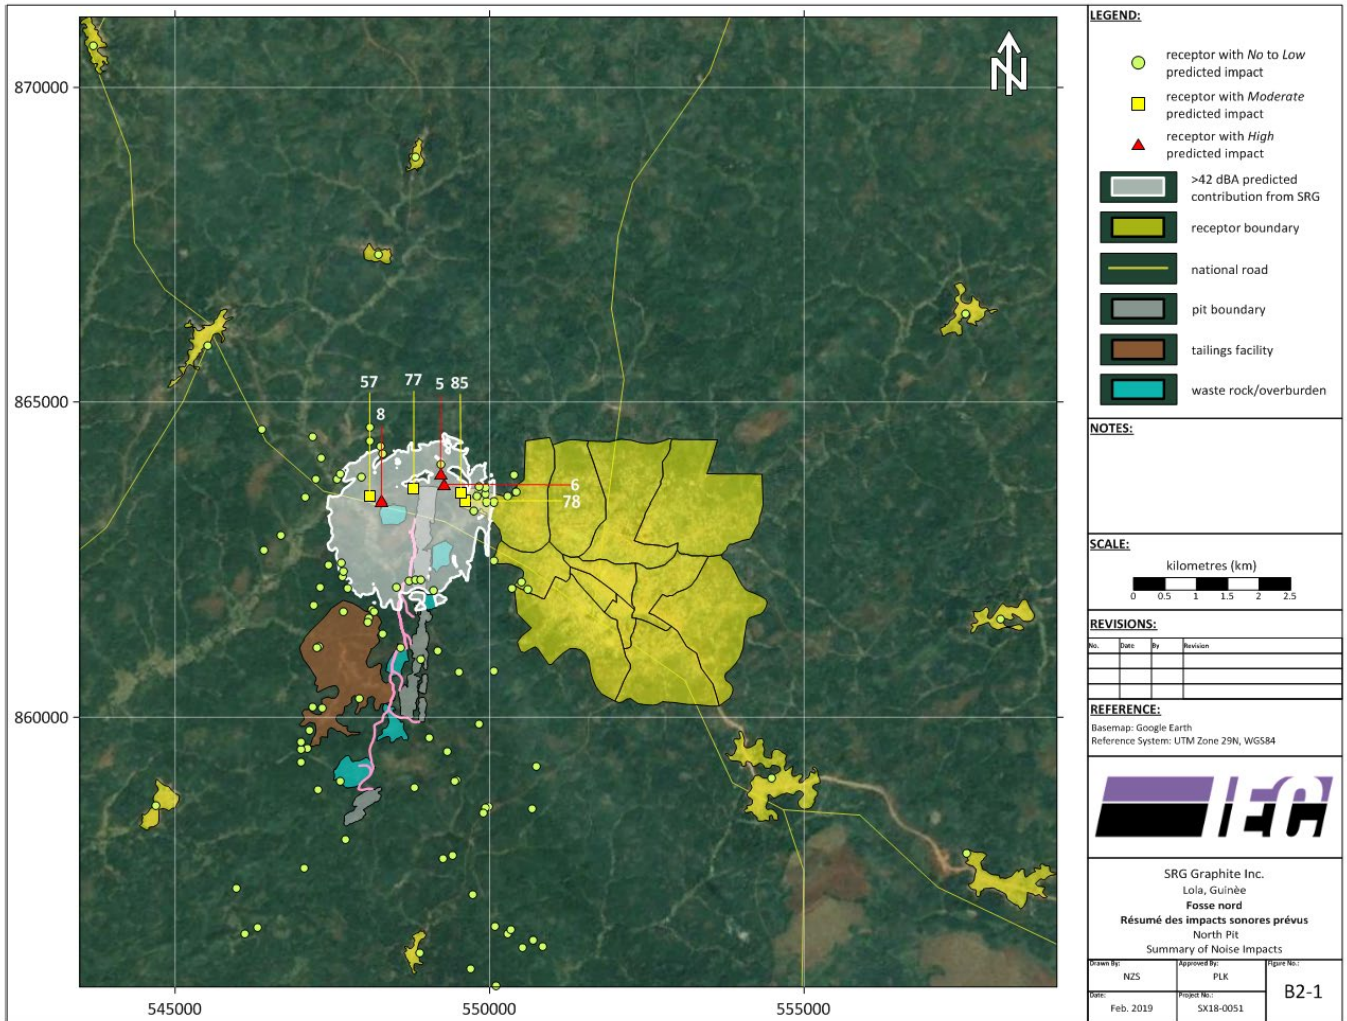 870000
865000
860000
545000
550000
555000
57
8
77
5
85
6
78
N
LEGEND:
receptor with No to Low
predicted impact
receptor with Moderate
predicted impact
receptor with High
predicted impact
>42 dBA predicted
contribution from SRG
receptor boundary
national road
pit boundary
tailings facility
waste rock/overburden
NOTES:
SCALE:
kilometres (km)
0 0.5 1 1.5 2 2.5
REVISIONS:
No. Date By Revision
REFERENCE:
Basemap: Google Earth
Reference System: UTM Zone 29N, WGS84
SRG Graphite Inc.
Lola, Guinèe
Fosse nord
Résumé des impacts sonores prévus
North Pit
Summary of Noise Impacts
Drawn By:
NZS
Approved By:
PLK
Figure No.:
B2-1
Date:
Feb. 2019
Project No.:
SX18-0051